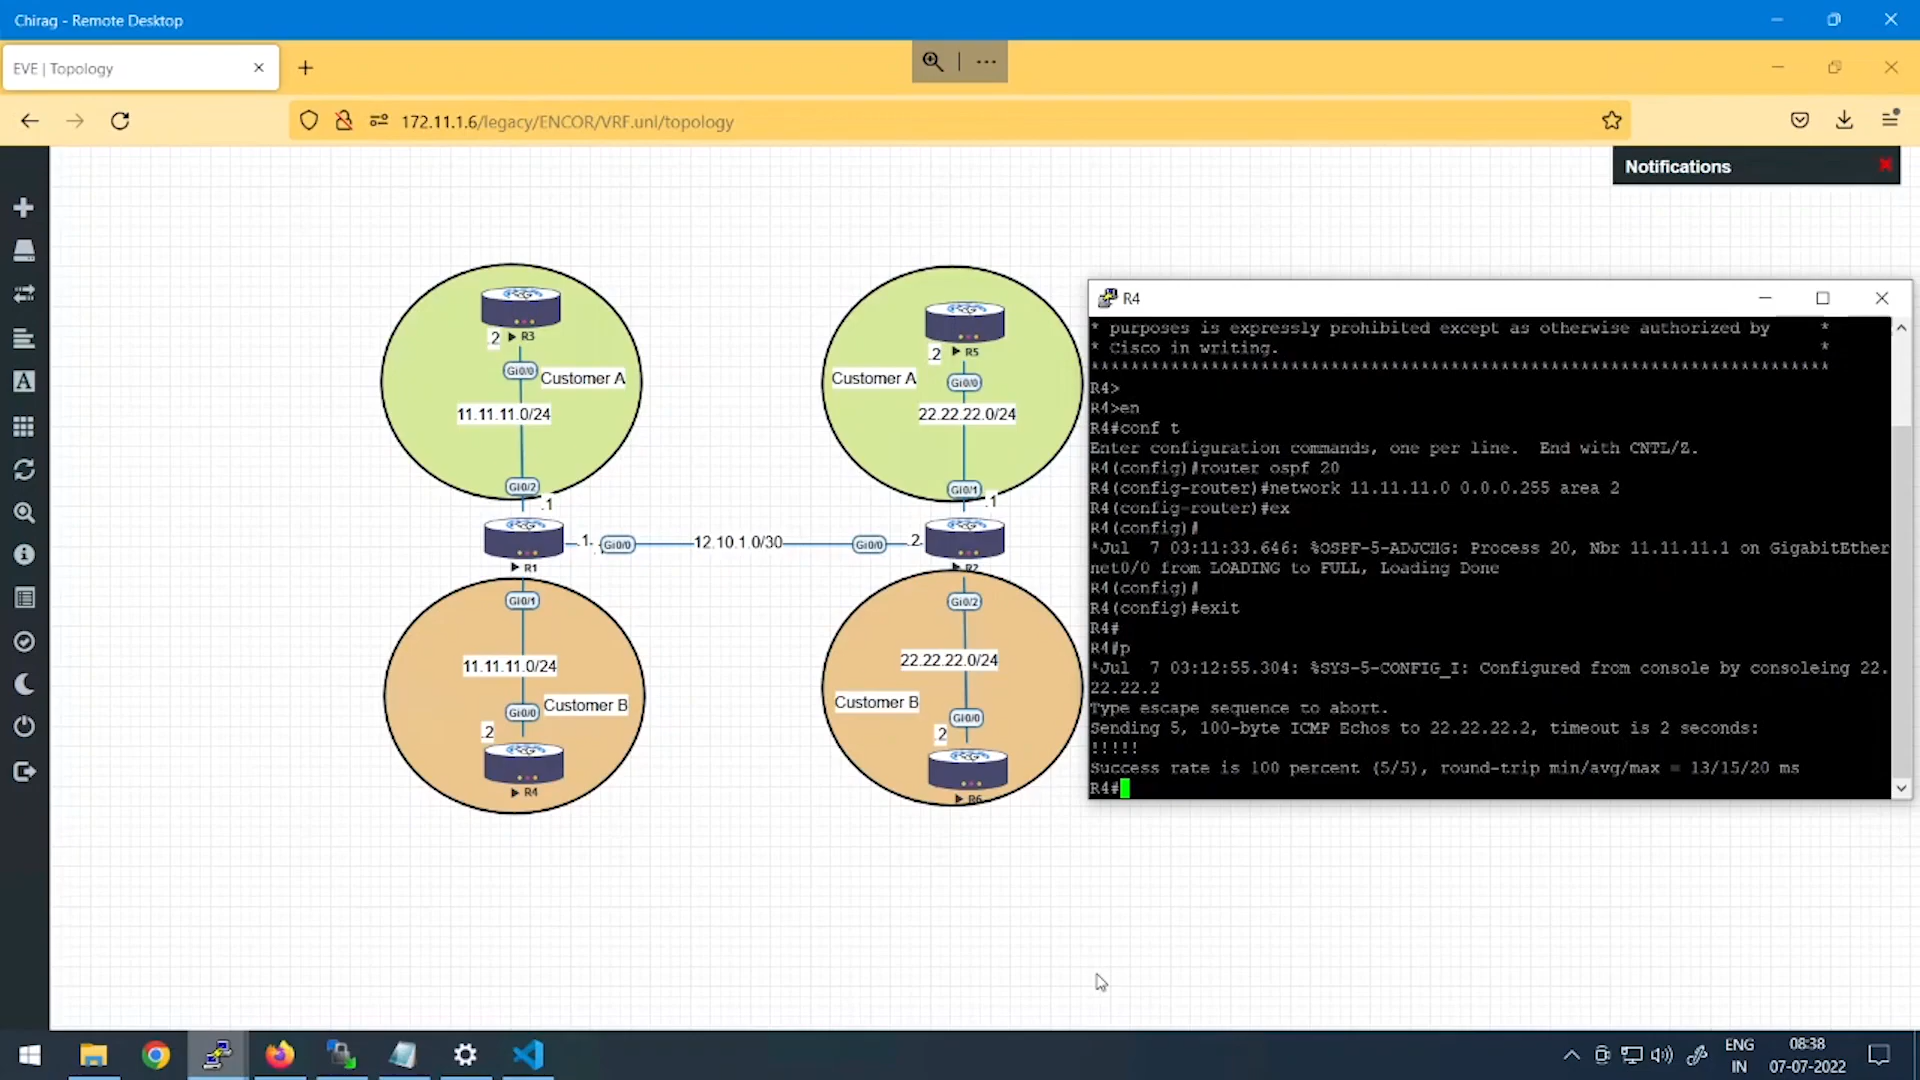 Chirag - Remote Desktop
EVE | Topology
172.11.1.6/legacy/ENCOR/VRF.unl/topology
Notifications
R3
.2
Gi0/0
Customer A
11.11.11.0/24
Gi0/2
.1
R5
.2
Gi0/0
Customer A
22.22.22.0/24
Gi0/1
.1
R1
.1
Gi0/0
12.10.1.0/30
Gi0/0
.2
R2
Gi0/1
11.11.11.0/24
Gi0/0
Customer B
.2
R4
Gi0/2
22.22.22.0/24
Customer B
Gi0/0
.2
R6
R4
* purposes is expressly prohibited except as otherwise authorized by *
* Cisco in writing. *
**************************************************************************
R4>
R4>en
R4#conf t
Enter configuration commands, one per line. End with CNTL/Z.
R4(config)#router ospf 20
R4(config-router)#network 11.11.11.0 0.0.0.255 area 2
R4(config-router)#ex
R4(config)#
*Jul 7 03:11:33.646: %OSPF-5-ADJCHG: Process 20, Nbr 11.11.11.1 on GigabitEther
net0/0 from LOADING to FULL, Loading Done
R4(config)#
R4(config)#exit
R4#
R4#p
*Jul 7 03:12:55.304: %SYS-5-CONFIG_I: Configured from console by consoleing 22.
22.22.2
Type escape sequence to abort.
Sending 5, 100-byte ICMP Echos to 22.22.22.2, timeout is 2 seconds:
!!!!!
Success rate is 100 percent (5/5), round-trip min/avg/max = 13/15/20 ms
R4#
ENG
IN
08:38
07-07-2022